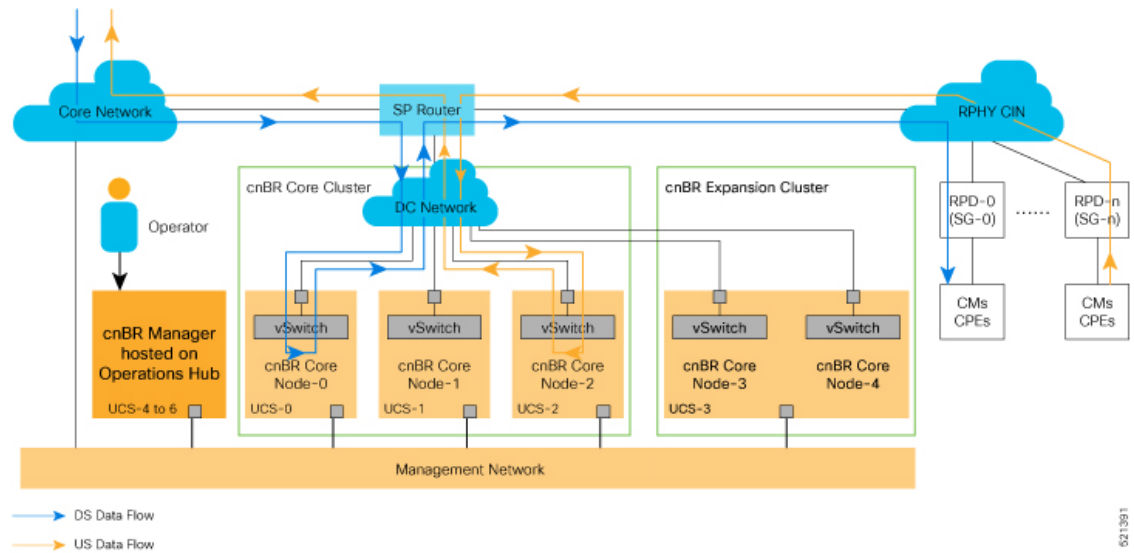 Core Network
SP Router
RPHY CIN
cnBR Core Cluster
DC Network
cnBR Expansion Cluster
Operator
RPD-0
(SG-0)
......
RPD-n
(SG-n)
cnBR Manager
hosted on
Operations Hub
UCS-4 to 6
vSwitch
cnBR Core
Node-0
UCS-0
vSwitch
cnBR Core
Node-1
UCS-1
vSwitch
cnBR Core
Node-2
UCS-2
vSwitch
cnBR Core
Node-3
vSwitch
cnBR Core
Node-4
UCS-3
CMs
CPEs
CMs
CPEs
Management Network
DS Data Flow
US Data Flow
521391